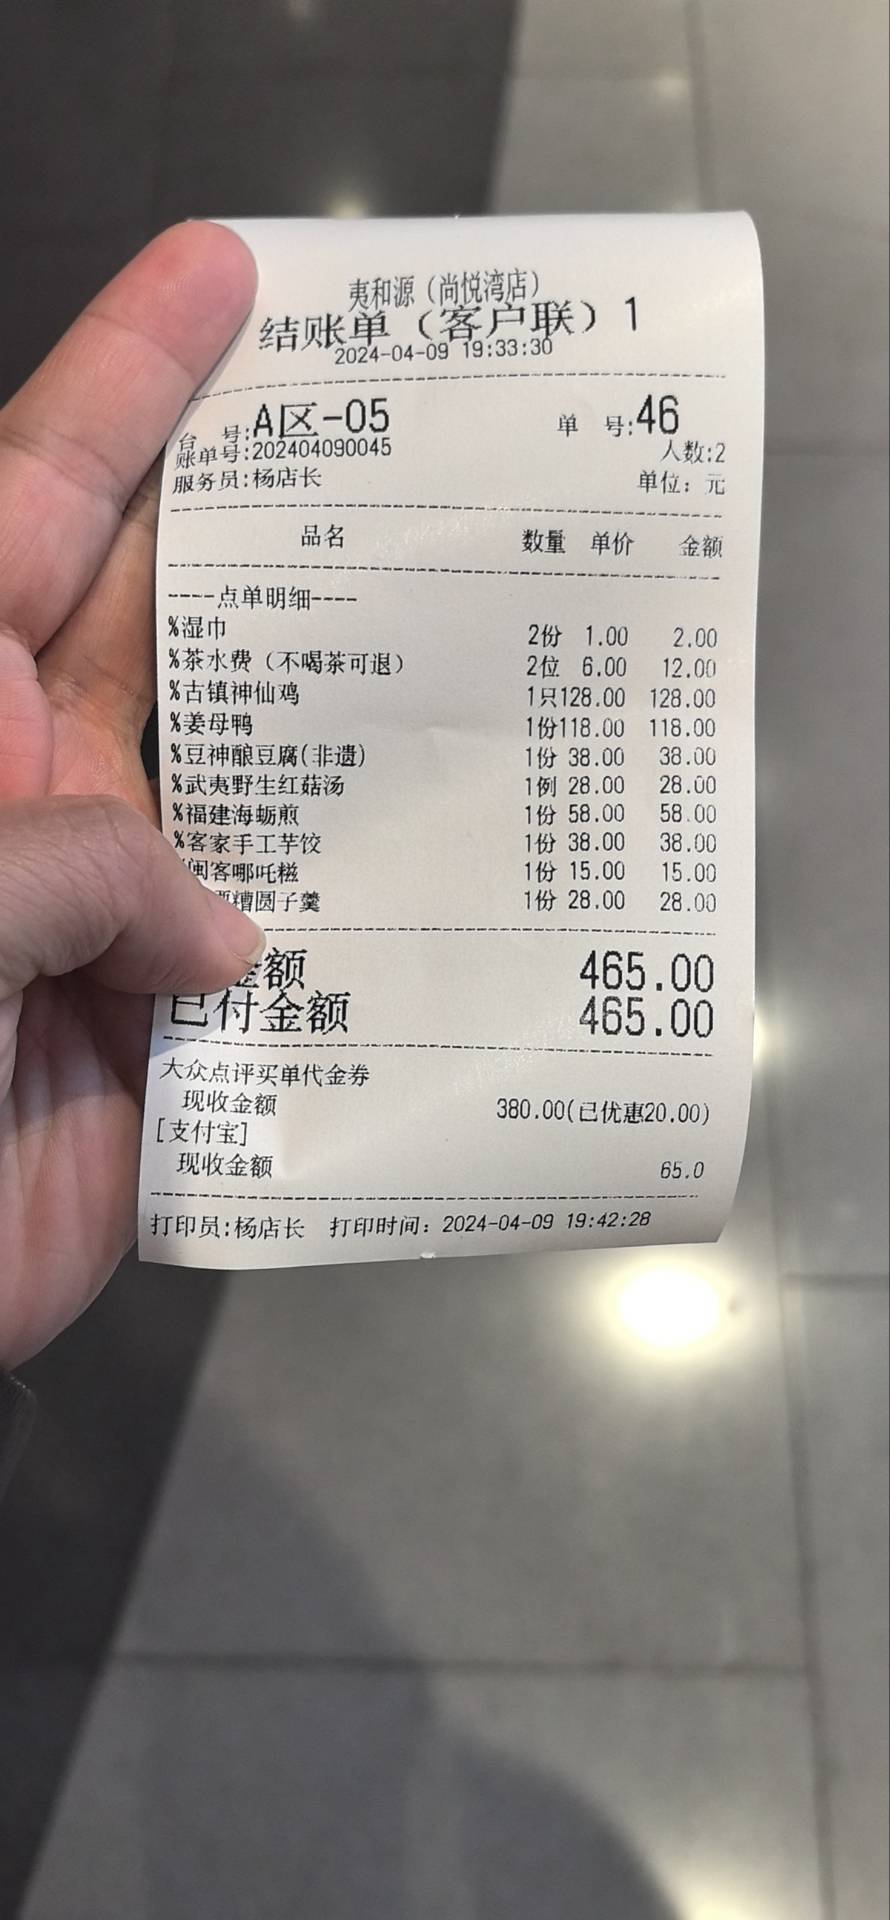 夷和源（尚悦湾店）
结账单（客户联）1
2024-04-09 19:33:30
台 号:A区-05 单 号:46
账单号:202404090045 人数:2
服务员:杨店长 单位：元
品名 数量 单价 金额
----点单明细----
%湿巾 2份 1.00 2.00
%茶水费（不喝茶可退） 2位 6.00 12.00
%古镇神仙鸡 1只128.00 128.00
%姜母鸭 1份118.00 118.00
%豆神酿豆腐(非遗) 1份 38.00 38.00
%武夷野生红菇汤 1例 28.00 28.00
%福建海蛎煎 1份 58.00 58.00
%客家手工芋饺 1份 38.00 38.00
闽客哪吒糍 1份 15.00 15.00
糟圆子羹 1份 28.00 28.00
金额 465.00
已付金额 465.00
大众点评买单代金券
现收金额 380.00(已优惠20.00)
[支付宝]
现收金额 65.0
打印员:杨店长 打印时间：2024-04-09 19:42:28